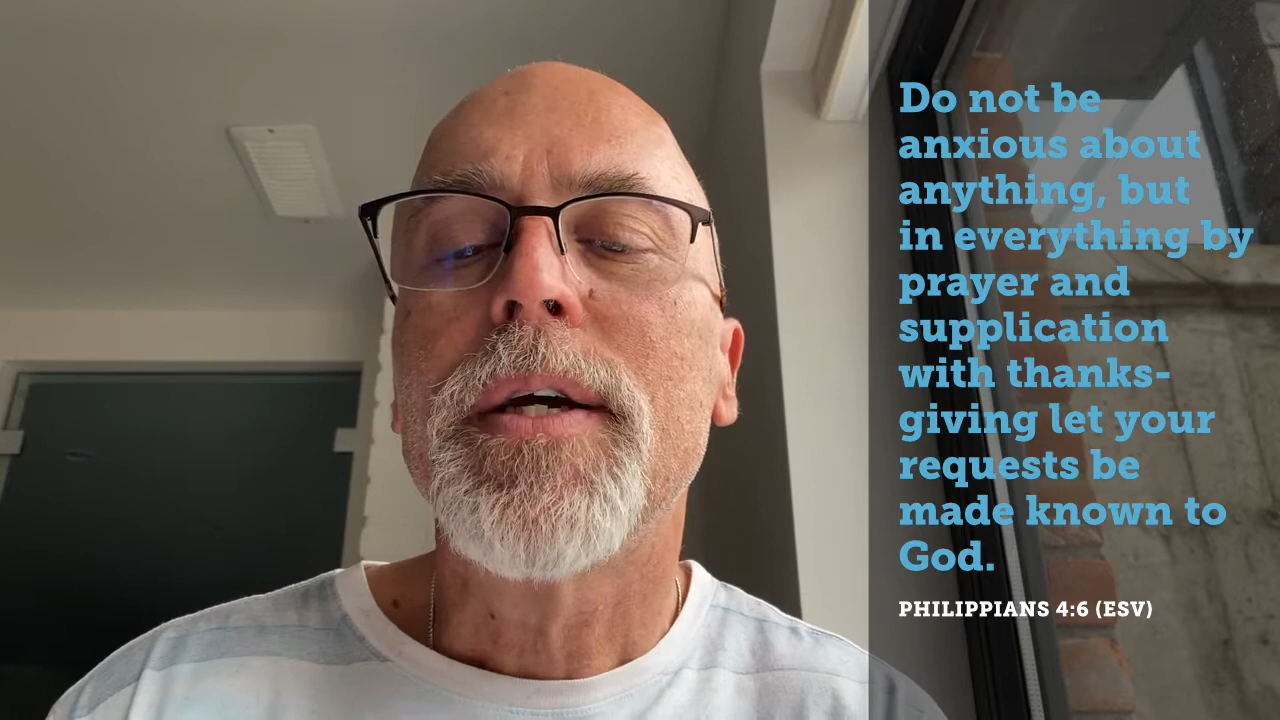 Do not be
anxious about
anything, but
in everything by
prayer and
supplication
with thanks-
giving let your
requests be
made known to
God.
PHILIPPIANS 4:6 (ESV)